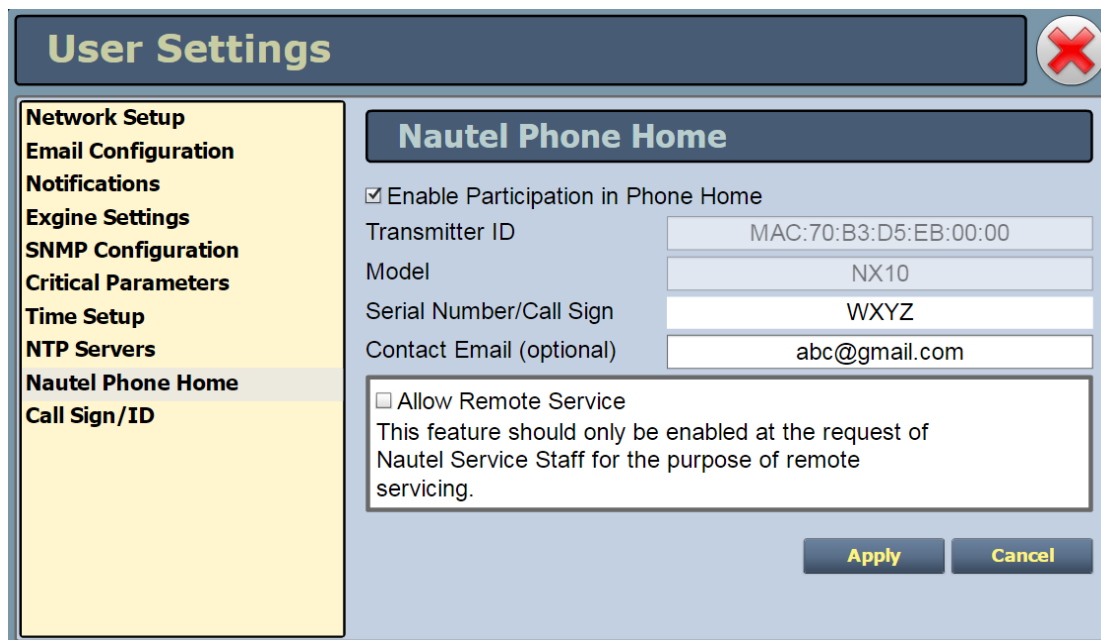 User Settings
Network Setup
Email Configuration
Notifications
Exgine Settings
SNMP Configuration
Critical Parameters
Time Setup
NTP Servers
Nautel Phone Home
Call Sign/ID
Nautel Phone Home
Enable Participation in Phone Home
Transmitter ID MAC:70:B3:D5:EB:00:00
Model NX10
Serial Number/Call Sign WXYZ
Contact Email (optional) abc@gmail.com
Allow Remote Service
This feature should only be enabled at the request of
Nautel Service Staff for the purpose of remote
servicing.
Apply Cancel